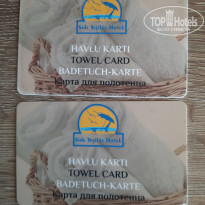 TOP Hotels
HAVLU KARTI
TOWEL CARD
BADETUCH-KARTE
Карта для полотенца
HAVLU KARTI
TOWEL CARD
BADETUCH-KARTE
Карта для полотенца